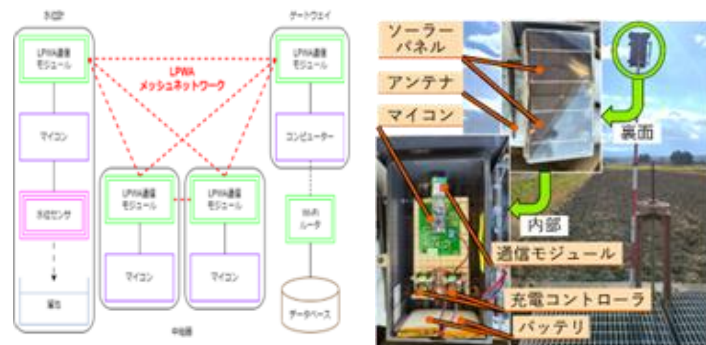 水位計
LPWA通信
モジュール
マイコン
水位センサ
LPWA
メッシュネットワーク
LPWA通信
モジュール
マイコン
LPWA通信
モジュール
マイコン
中継器
ゲートウェイ
LPWA通信
モジュール
コンピューター
Wi-Fi
ルータ
データベース
ソーラー
パネル
アンテナ
マイコン
裏面
内部
通信モジュール
充電コントローラ
バッテリ